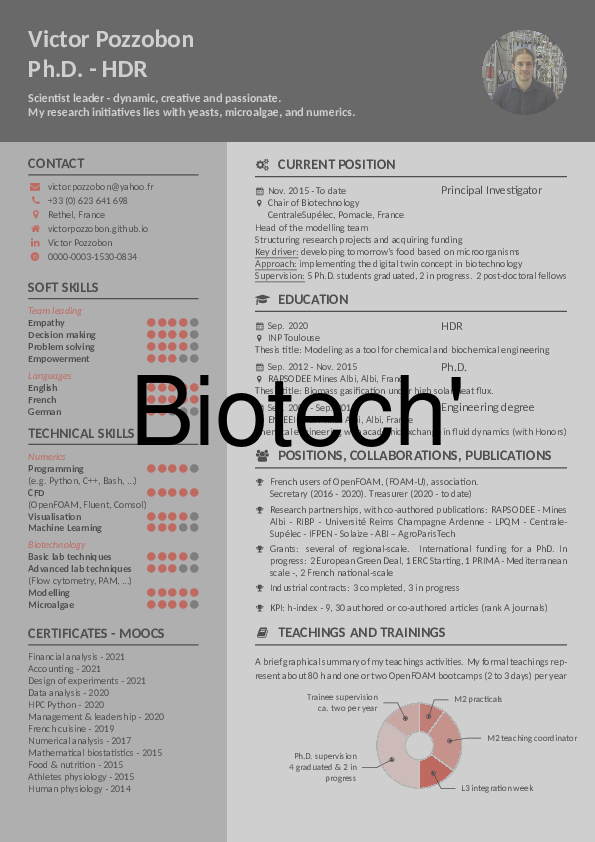 Victor Pozzobon
Ph.D. - HDR
Scientist leader - dynamic, creative and passionate.
My research initiatives lies with yeasts, microalgae, and numerics.
CONTACT
victor.pozzobon@yahoo.fr
+33 (0) 623 641 698
Rethel, France
victorpozzobon.github.io
Victor Pozzobon
0000-0003-1530-0834
SOFT SKILLS
Team leading
Empathy
Decision making
Problem solving
Empowerment
Languages
English
French
German
TECHNICAL SKILLS
Numerics
Programming
(e.g. Python, C++, Bash, ...)
CFD
(OpenFOAM, Fluent, Comsol)
Visualisation
Machine Learning
Biotechnology
Basic lab techniques
Advanced lab techniques
(Flow cytometry, PAM, ...)
Modelling
Microalgae
CERTIFICATES - MOOCS
Financial analysis - 2021
Accounting - 2021
Design of experiments - 2021
Data analysis - 2020
HPC Python - 2020
Management & leadership - 2020
French cuisine - 2019
Numerical analysis - 2017
Mathematical biostatistics - 2015
Food & nutrition - 2015
Athletes physiology - 2015
Human physiology - 2014
CURRENT POSITION
Nov. 2015 - To date Principal Investigator
Chair of Biotechnology
CentraleSupélec, Pomacle, France
Head of the modelling team
Structuring research projects and acquiring funding
Key driver: developing tomorrow's food based on microorganisms
Approach: implementing the digital twin concept in biotechnology
Supervision: 5 Ph.D. students graduated, 2 in progress. 2 postdoctoral fellows
EDUCATION
Sep. 2020 HDR
INP Toulouse
Thesis title: Modeling as a tool for chemical and biochemical engineering
Sep. 2012 - Nov. 2015 Ph.D.
RAPSODEE Mines Albi, Albi, France
Thesis title: Biomass gasification under high solar heat flux.
Engineering degree
Albi, France
engineering with academic exchange in fluid dynamics (with Honors)
Biotech'
POSITIONS, COLLABORATIONS, PUBLICATIONS
French users of OpenFOAM, (FOAM-U), association.
Secretary (2016 - 2020). Treasurer (2020 - to date)
Research partnerships, with co-authored publications: RAPSODEE - Mines
Albi - RIBP - Université Reims Champagne Ardenne - LPQM - Centrale-
Supélec - IFPEN - Solaize - ABI – AgroParisTech
Grants: several of regional-scale. International funding for a PhD. In
progress: 2 European Green Deal, 1 ERC Starting, 1 PRIMA - Mediterranean
scale -, 2 French national-scale
Industrial contracts: 3 completed, 3 in progress
KPI: h-index - 9, 30 authored or co-authored articles (rank A journals)
TEACHINGS AND TRAININGS
A brief graphical summary of my teachings activities. My formal teachings rep-
resent about 80 h and one or two OpenFOAM bootcamps (2 to 3 days) per year
Trainee supervision
ca. two per year
M2 practicals
M2 teaching coordinator
Ph.D. supervision
4 graduated & 2 in
progress
L3 integration week